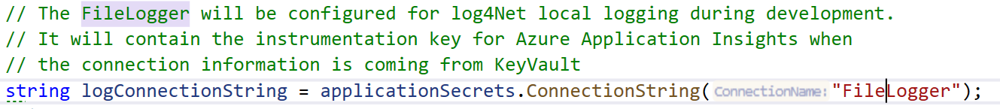 // The FileLogger will be configured for log4Net local logging during development.
// It will contain the instrumentation key for Azure Application Insights when
// the connection information is coming from KeyVault
string logConnectionString = applicationSecrets.ConnectionString(ConnectionName:"FileLogger");